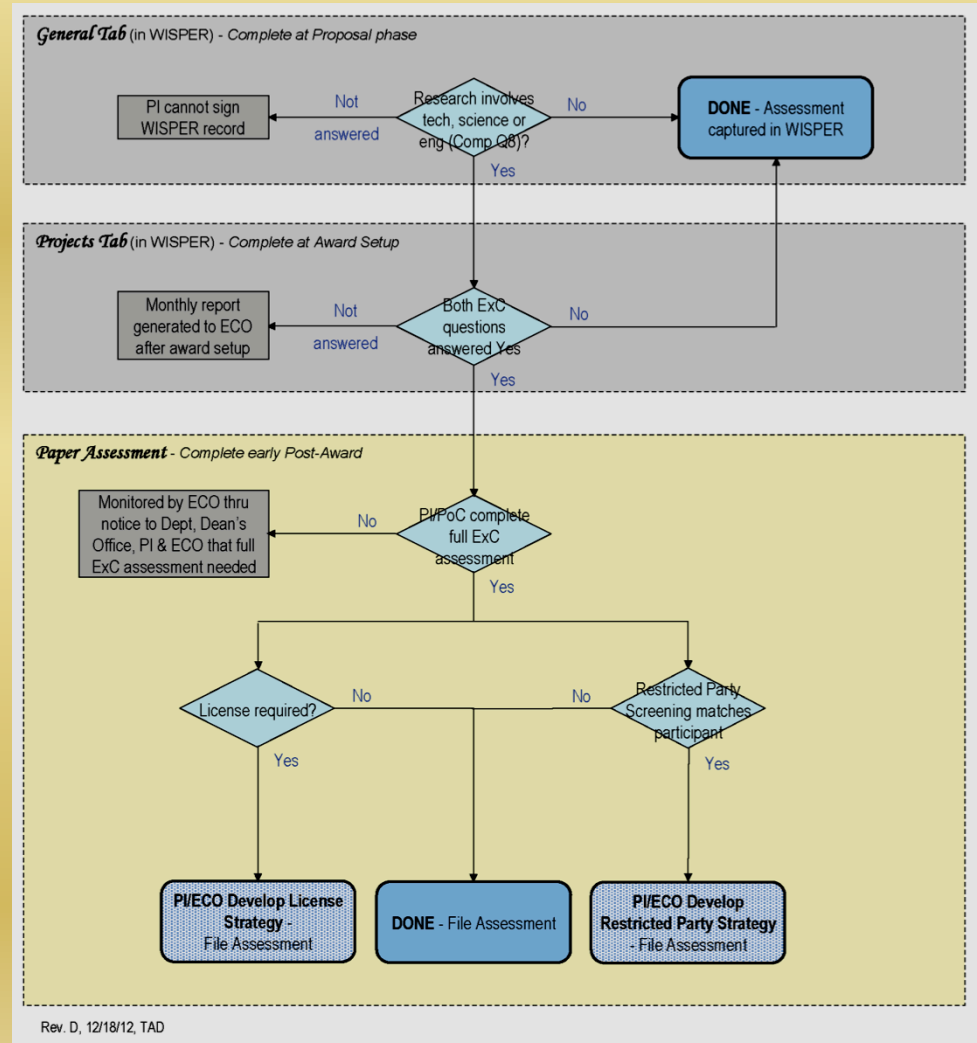 General Tab (in WISPER) - Complete at Proposal phase
PI cannot sign
WISPER record
Not
answered
Research involves
tech, science or
eng (Comp Q8)?
No
DONE - Assessment
captured in WISPER
Yes
Projects Tab (in WISPER) - Complete at Award Setup
Monthly report
generated to ECO
after award setup
Not
answered
Both ExC
questions
answered Yes
No
Yes
Paper Assessment - Complete early Post-Award
Monitored by ECO thru
notice to Dept, Dean's
Office, PI & ECO that full
ExC assessment needed
No
PI/PoC complete
full ExC
assessment
Yes
License required?
No
No
Restricted Party
Screening matches
participant
Yes
Yes
PI/ECO Develop License
Strategy -
File Assessment
DONE - File Assessment
PI/ECO Develop
Restricted Party Strategy
- File Assessment
Rev. D, 12/18/12, TAD